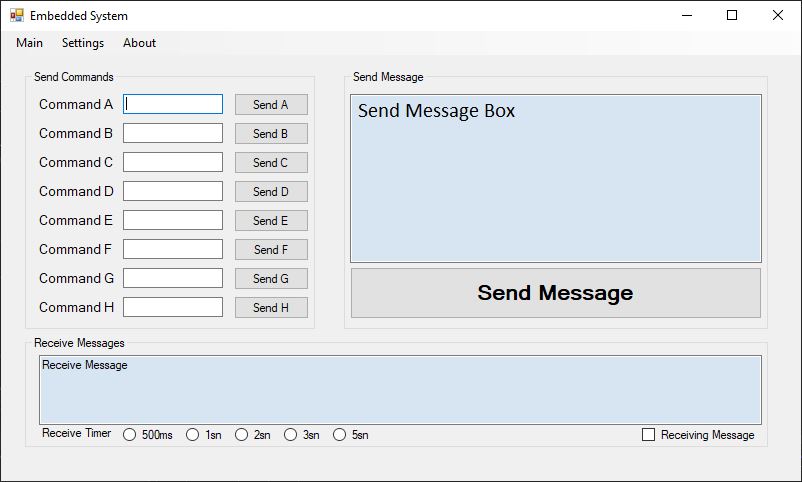 Embedded System
Main Settings About
Send Commands
Command A Send A
Command B Send B
Command C Send C
Command D Send D
Command E Send E
Command F Send F
Command G Send G
Command H Send H
Send Message
Send Message Box
Send Message
Receive Messages
Receive Message
Receive Timer 500ms 1sn 2sn 3sn 5sn Receiving Message